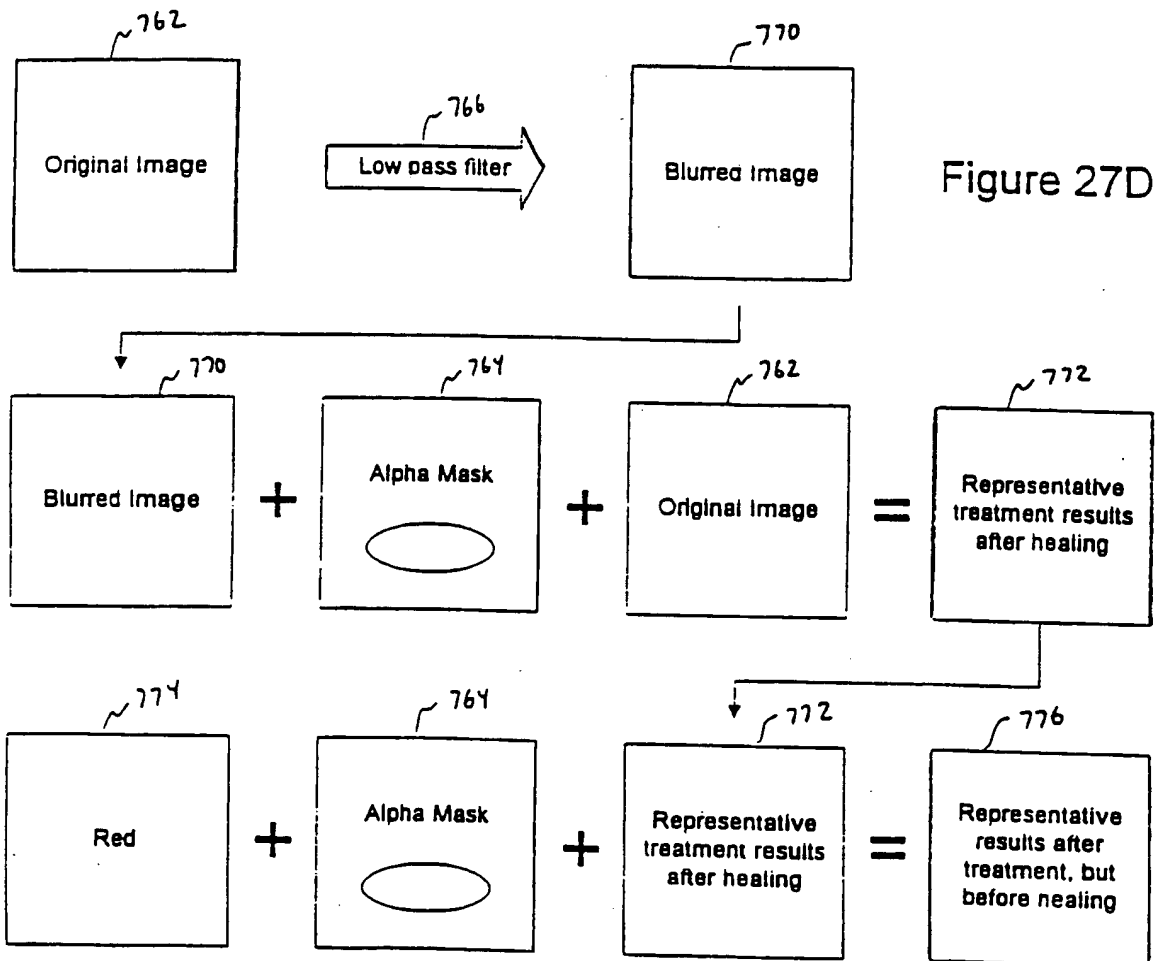 762
Original Image
766
Low pass filter
770
Blurred Image
Figure 27D
770
Blurred Image
+
764
Alpha Mask
+
762
Original Image
=
772
Representative
treatment results
after healing
774
Red
+
764
Alpha Mask
+
772
Representative
treatment results
after healing
=
776
Representative
results after
treatment, but
before nealing